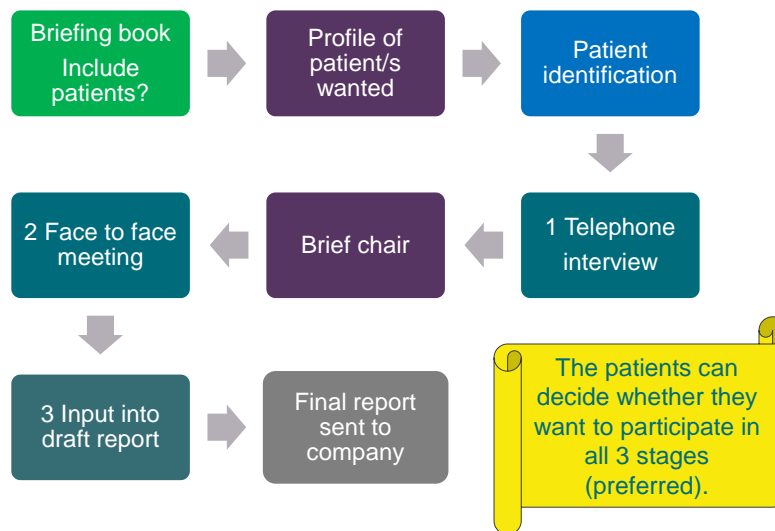 Briefing book
Include
patients?
Profile of
patient/s
wanted
Patient
identification
2 Face to face
meeting
Brief chair
1 Telephone
interview
3 Input into
draft report
Final report
sent to
company
The patients can
decide whether they
want to participate in
all 3 stages
(preferred).